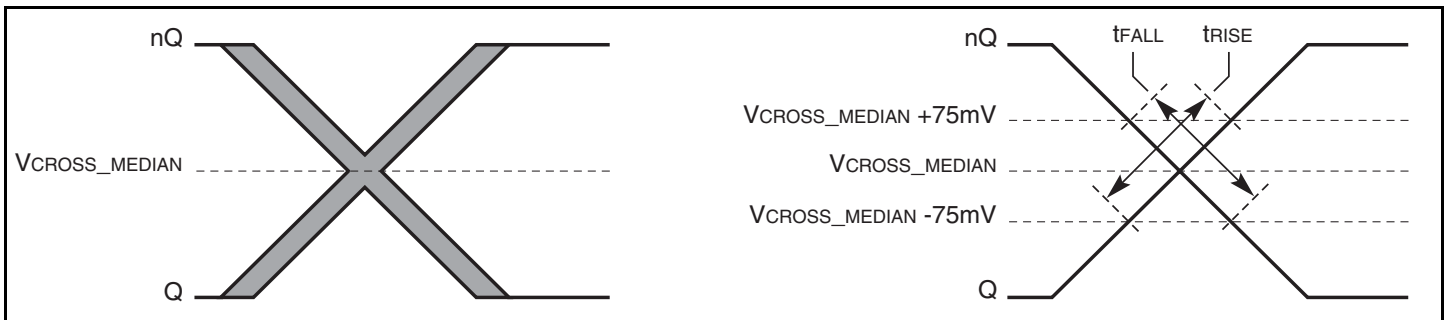 nQ
VCROSS_MEDIAN
Q
nQ
tFALL
tRISE
VCROSS_MEDIAN +75mV
VCROSS_MEDIAN
VCROSS_MEDIAN -75mV
Q